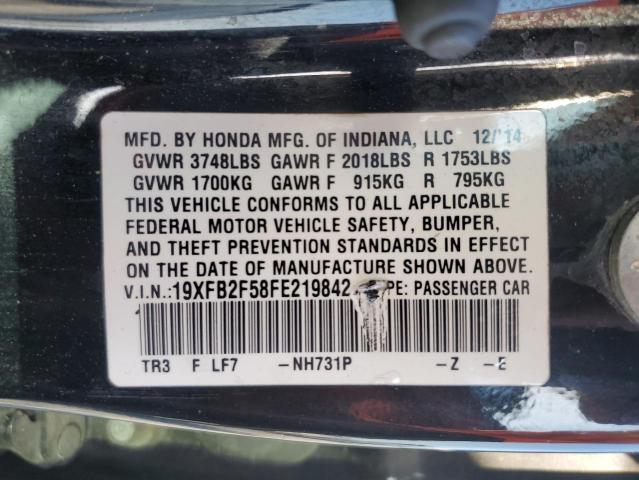 MFD. BY HONDA MFG. OF INDIANA, LLC 12/14
GVWR 3748LBS GAWR F 2018LBS R 1753LBS
GVWR 1700KG GAWR F 915KG R 795KG
THIS VEHICLE CONFORMS TO ALL APPLICABLE
FEDERAL MOTOR VEHICLE SAFETY, BUMPER,
AND THEFT PREVENTION STANDARDS IN EFFECT
ON THE DATE OF MANUFACTURE SHOWN ABOVE.
V.I.N.:19XFB2F58FE219842 PE: PASSENGER CAR
TR3 F LF7 -NH731P -Z -E